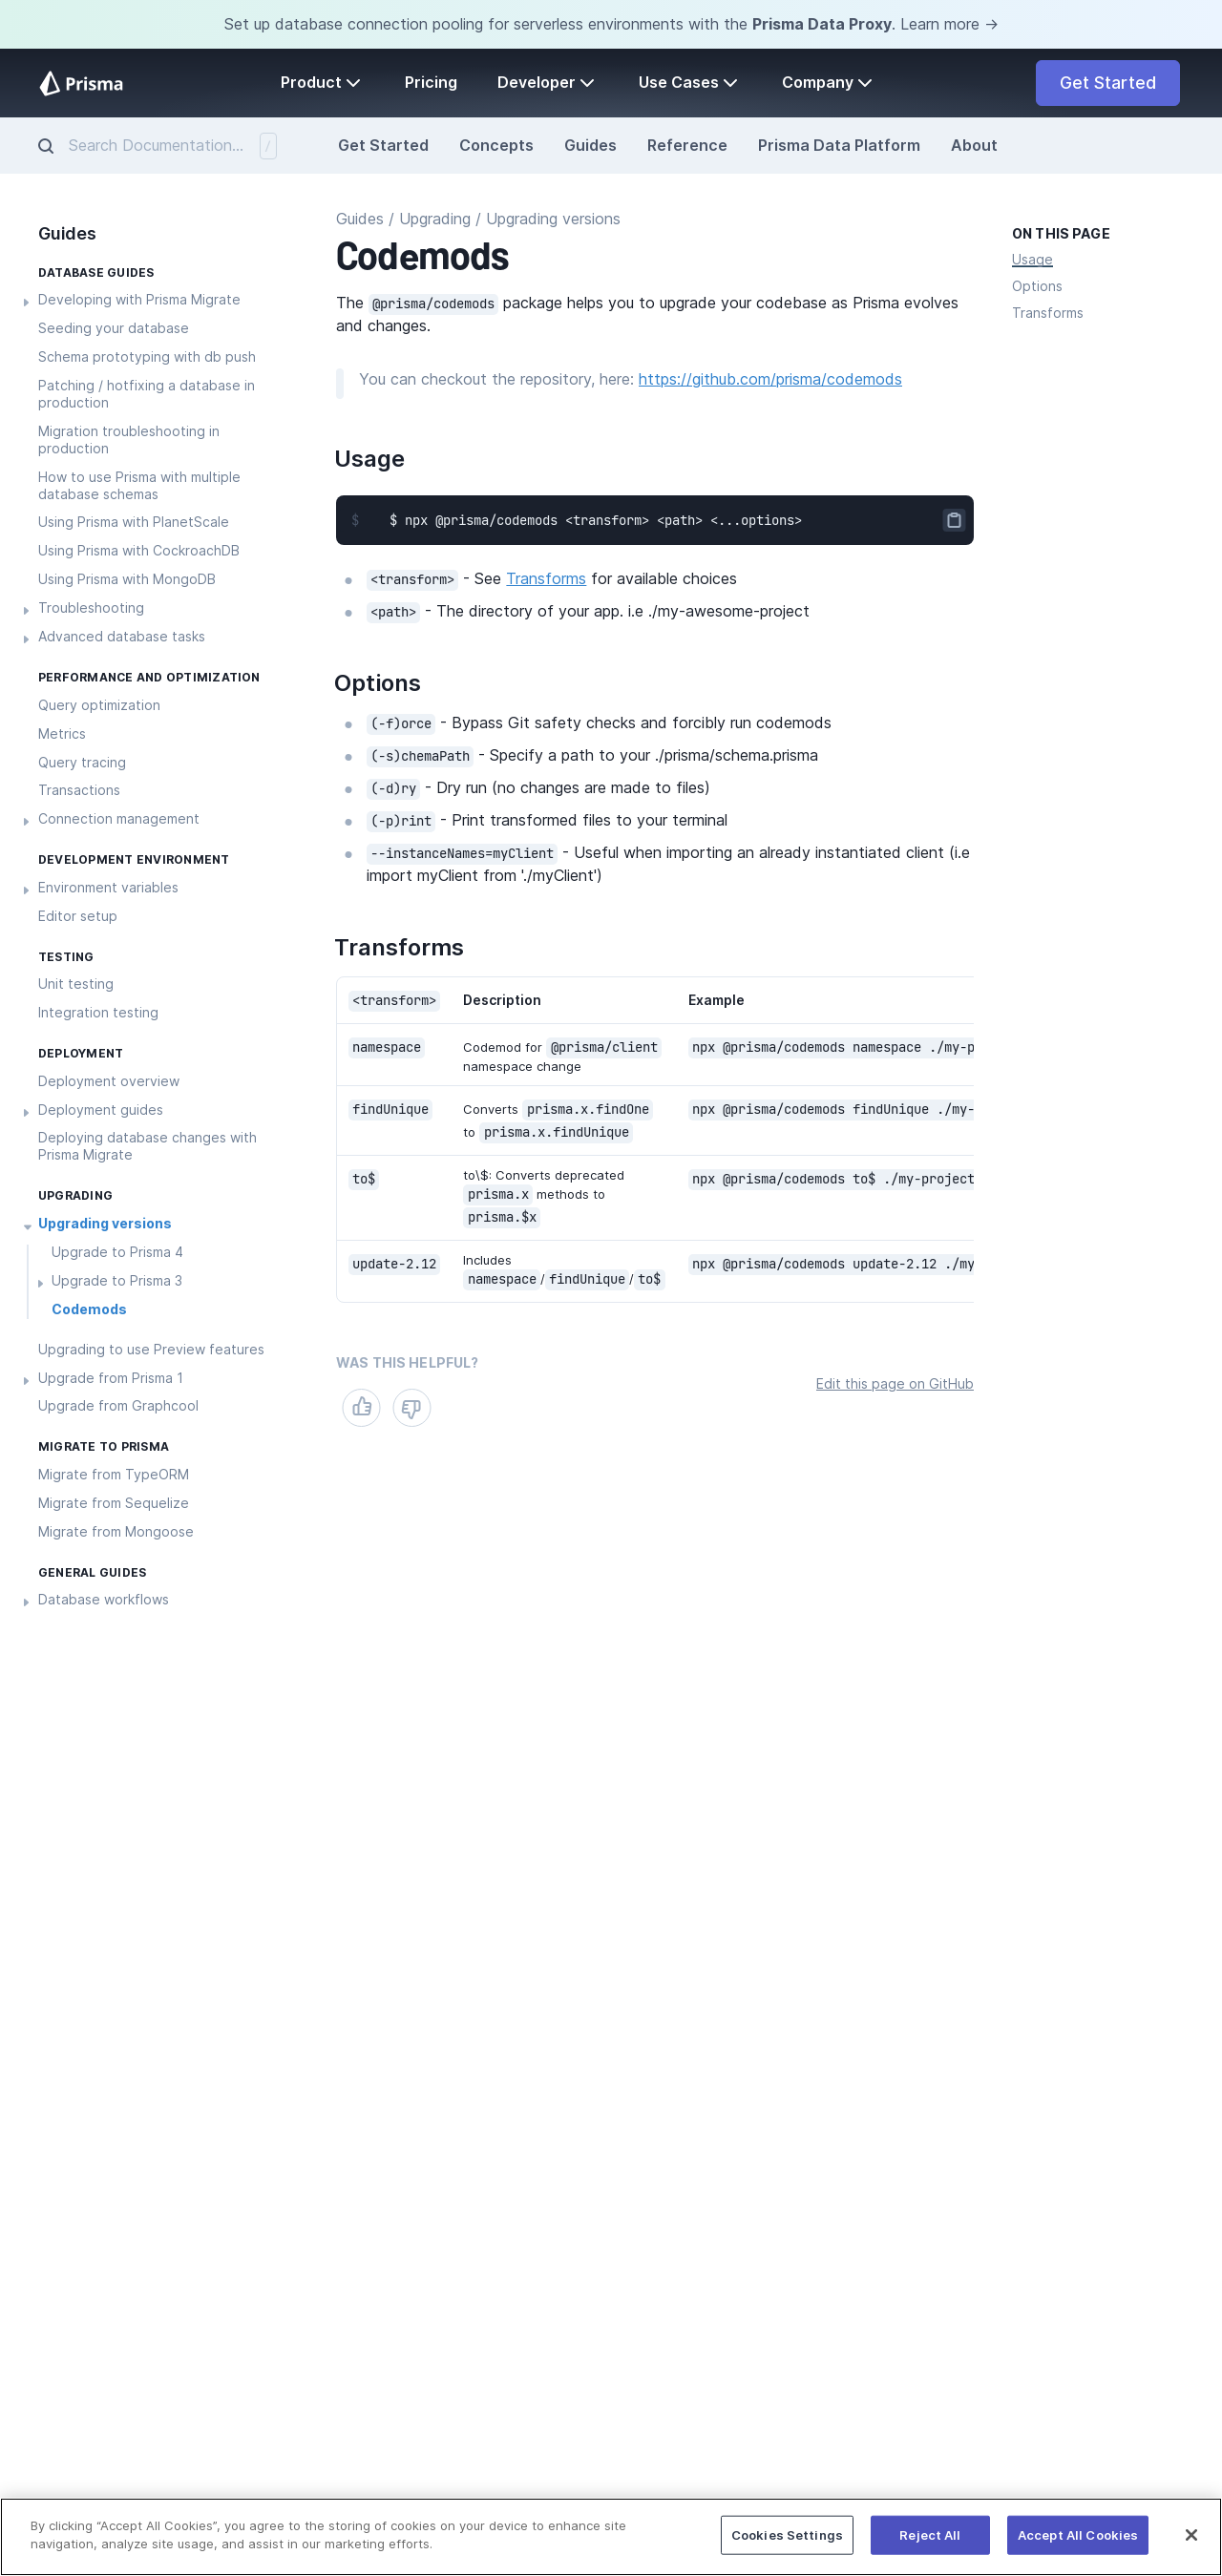 Set up database connection pooling for serverless environments with the Prisma Data Proxy. Learn more →
Prisma
Product
Pricing
Developer
Use Cases
Company
Get Started
Search Documentation...
/
Get Started
Concepts
Guides
Reference
Prisma Data Platform
About
Guides
DATABASE GUIDES
Developing with Prisma Migrate
Seeding your database
Schema prototyping with db push
Patching / hotfixing a database in
production
Migration troubleshooting in
production
How to use Prisma with multiple
database schemas
Using Prisma with PlanetScale
Using Prisma with CockroachDB
Using Prisma with MongoDB
Troubleshooting
Advanced database tasks
PERFORMANCE AND OPTIMIZATION
Query optimization
Metrics
Query tracing
Transactions
Connection management
DEVELOPMENT ENVIRONMENT
Environment variables
Editor setup
TESTING
Unit testing
Integration testing
DEPLOYMENT
Deployment overview
Deployment guides
Deploying database changes with
Prisma Migrate
UPGRADING
Upgrading versions
Upgrade to Prisma 4
Upgrade to Prisma 3
Codemods
Upgrading to use Preview features
Upgrade from Prisma 1
Upgrade from Graphcool
MIGRATE TO PRISMA
Migrate from TypeORM
Migrate from Sequelize
Migrate from Mongoose
GENERAL GUIDES
Database workflows
Guides / Upgrading / Upgrading versions
Codemods
The @prisma/codemods package helps you to upgrade your codebase as Prisma evolves
and changes.
You can checkout the repository, here: https://github.com/prisma/codemods
Usage
$ $ npx @prisma/codemods <transform> <path> <...options>
<transform> - See Transforms for available choices
<path> - The directory of your app. i.e ./my-awesome-project
Options
(-f)orce - Bypass Git safety checks and forcibly run codemods
(-s)chemaPath - Specify a path to your ./prisma/schema.prisma
(-d)ry - Dry run (no changes are made to files)
(-p)rint - Print transformed files to your terminal
--instanceNames=myClient - Useful when importing an already instantiated client (i.e
import myClient from './myClient')
Transforms
<transform> Description Example
namespace Codemod for @prisma/client npx @prisma/codemods namespace ./my-p
namespace change
findUnique Converts prisma.x.findOne npx @prisma/codemods findUnique ./my-
to prisma.x.findUnique
to$ to\$: Converts deprecated npx @prisma/codemods to$ ./my-project
prisma.x methods to
prisma.$x
update-2.12 Includes npx @prisma/codemods update-2.12 ./my
namespace / findUnique / to$
WAS THIS HELPFUL?
Edit this page on GitHub
ON THIS PAGE
Usage
Options
Transforms
By clicking “Accept All Cookies”, you agree to the storing of cookies on your device to enhance site
navigation, analyze site usage, and assist in our marketing efforts.
Cookies Settings
Reject All
Accept All Cookies